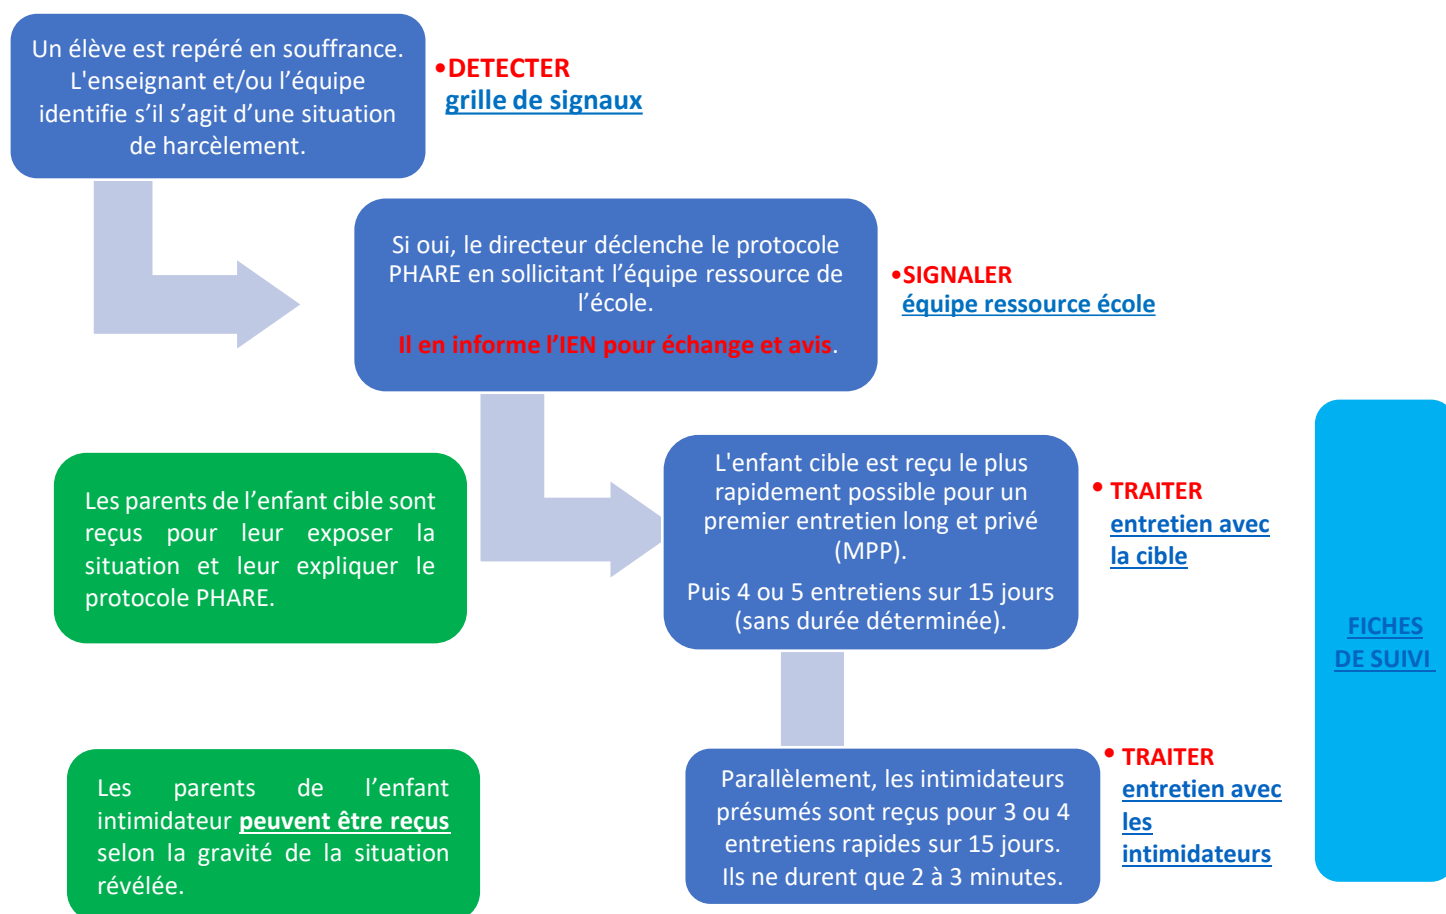 Un élève est repéré en souffrance.
L'enseignant et/ou l’équipe
identifie s’il s’agit d’une situation
de harcèlement.
•DETECTER
grille de signaux
Si oui, le directeur déclenche le protocole
PHARE en sollicitant l’équipe ressource de
l’école.
Il en informe l’IEN pour échange et avis.
•SIGNALER
équipe ressource école
Les parents de l’enfant cible sont
reçus pour leur exposer la
situation et leur expliquer le
protocole PHARE.
L'enfant cible est reçu le plus
rapidement possible pour un
premier entretien long et privé
(MPP).
Puis 4 ou 5 entretiens sur 15 jours
(sans durée déterminée).
• TRAITER
entretien avec
la cible
FICHES
DE SUIVI
Les parents de l’enfant
intimidateur peuvent être reçus
selon la gravité de la situation
révélée.
Parallèlement, les intimidateurs
présumés sont reçus pour 3 ou 4
entretiens rapides sur 15 jours.
Ils ne durent que 2 à 3 minutes.
• TRAITER
entretien avec
les
intimidateurs